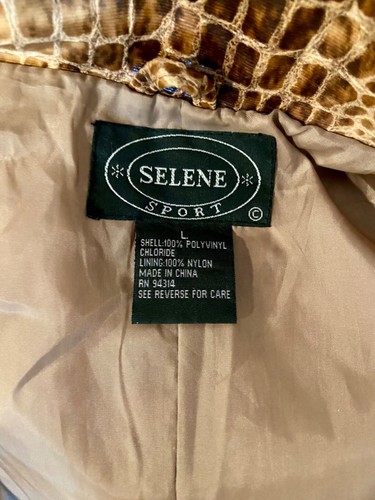 * SELENE *
SPORT
©
L
SHELL:100% POLYVINYL
CHLORIDE
LINING:100% NYLON
MADE IN CHINA
RN 94314
SEE REVERSE FOR CARE